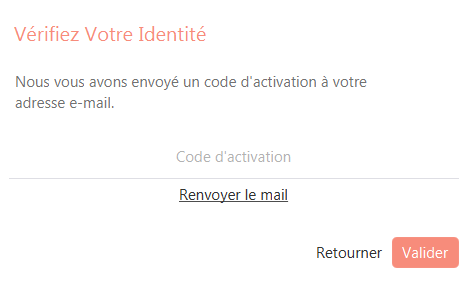 Vérifiez Votre Identité
Nous vous avons envoyé un code d'activation à votre
adresse e-mail.
Code d'activation
Renvoyer le mail
Retourner Valider